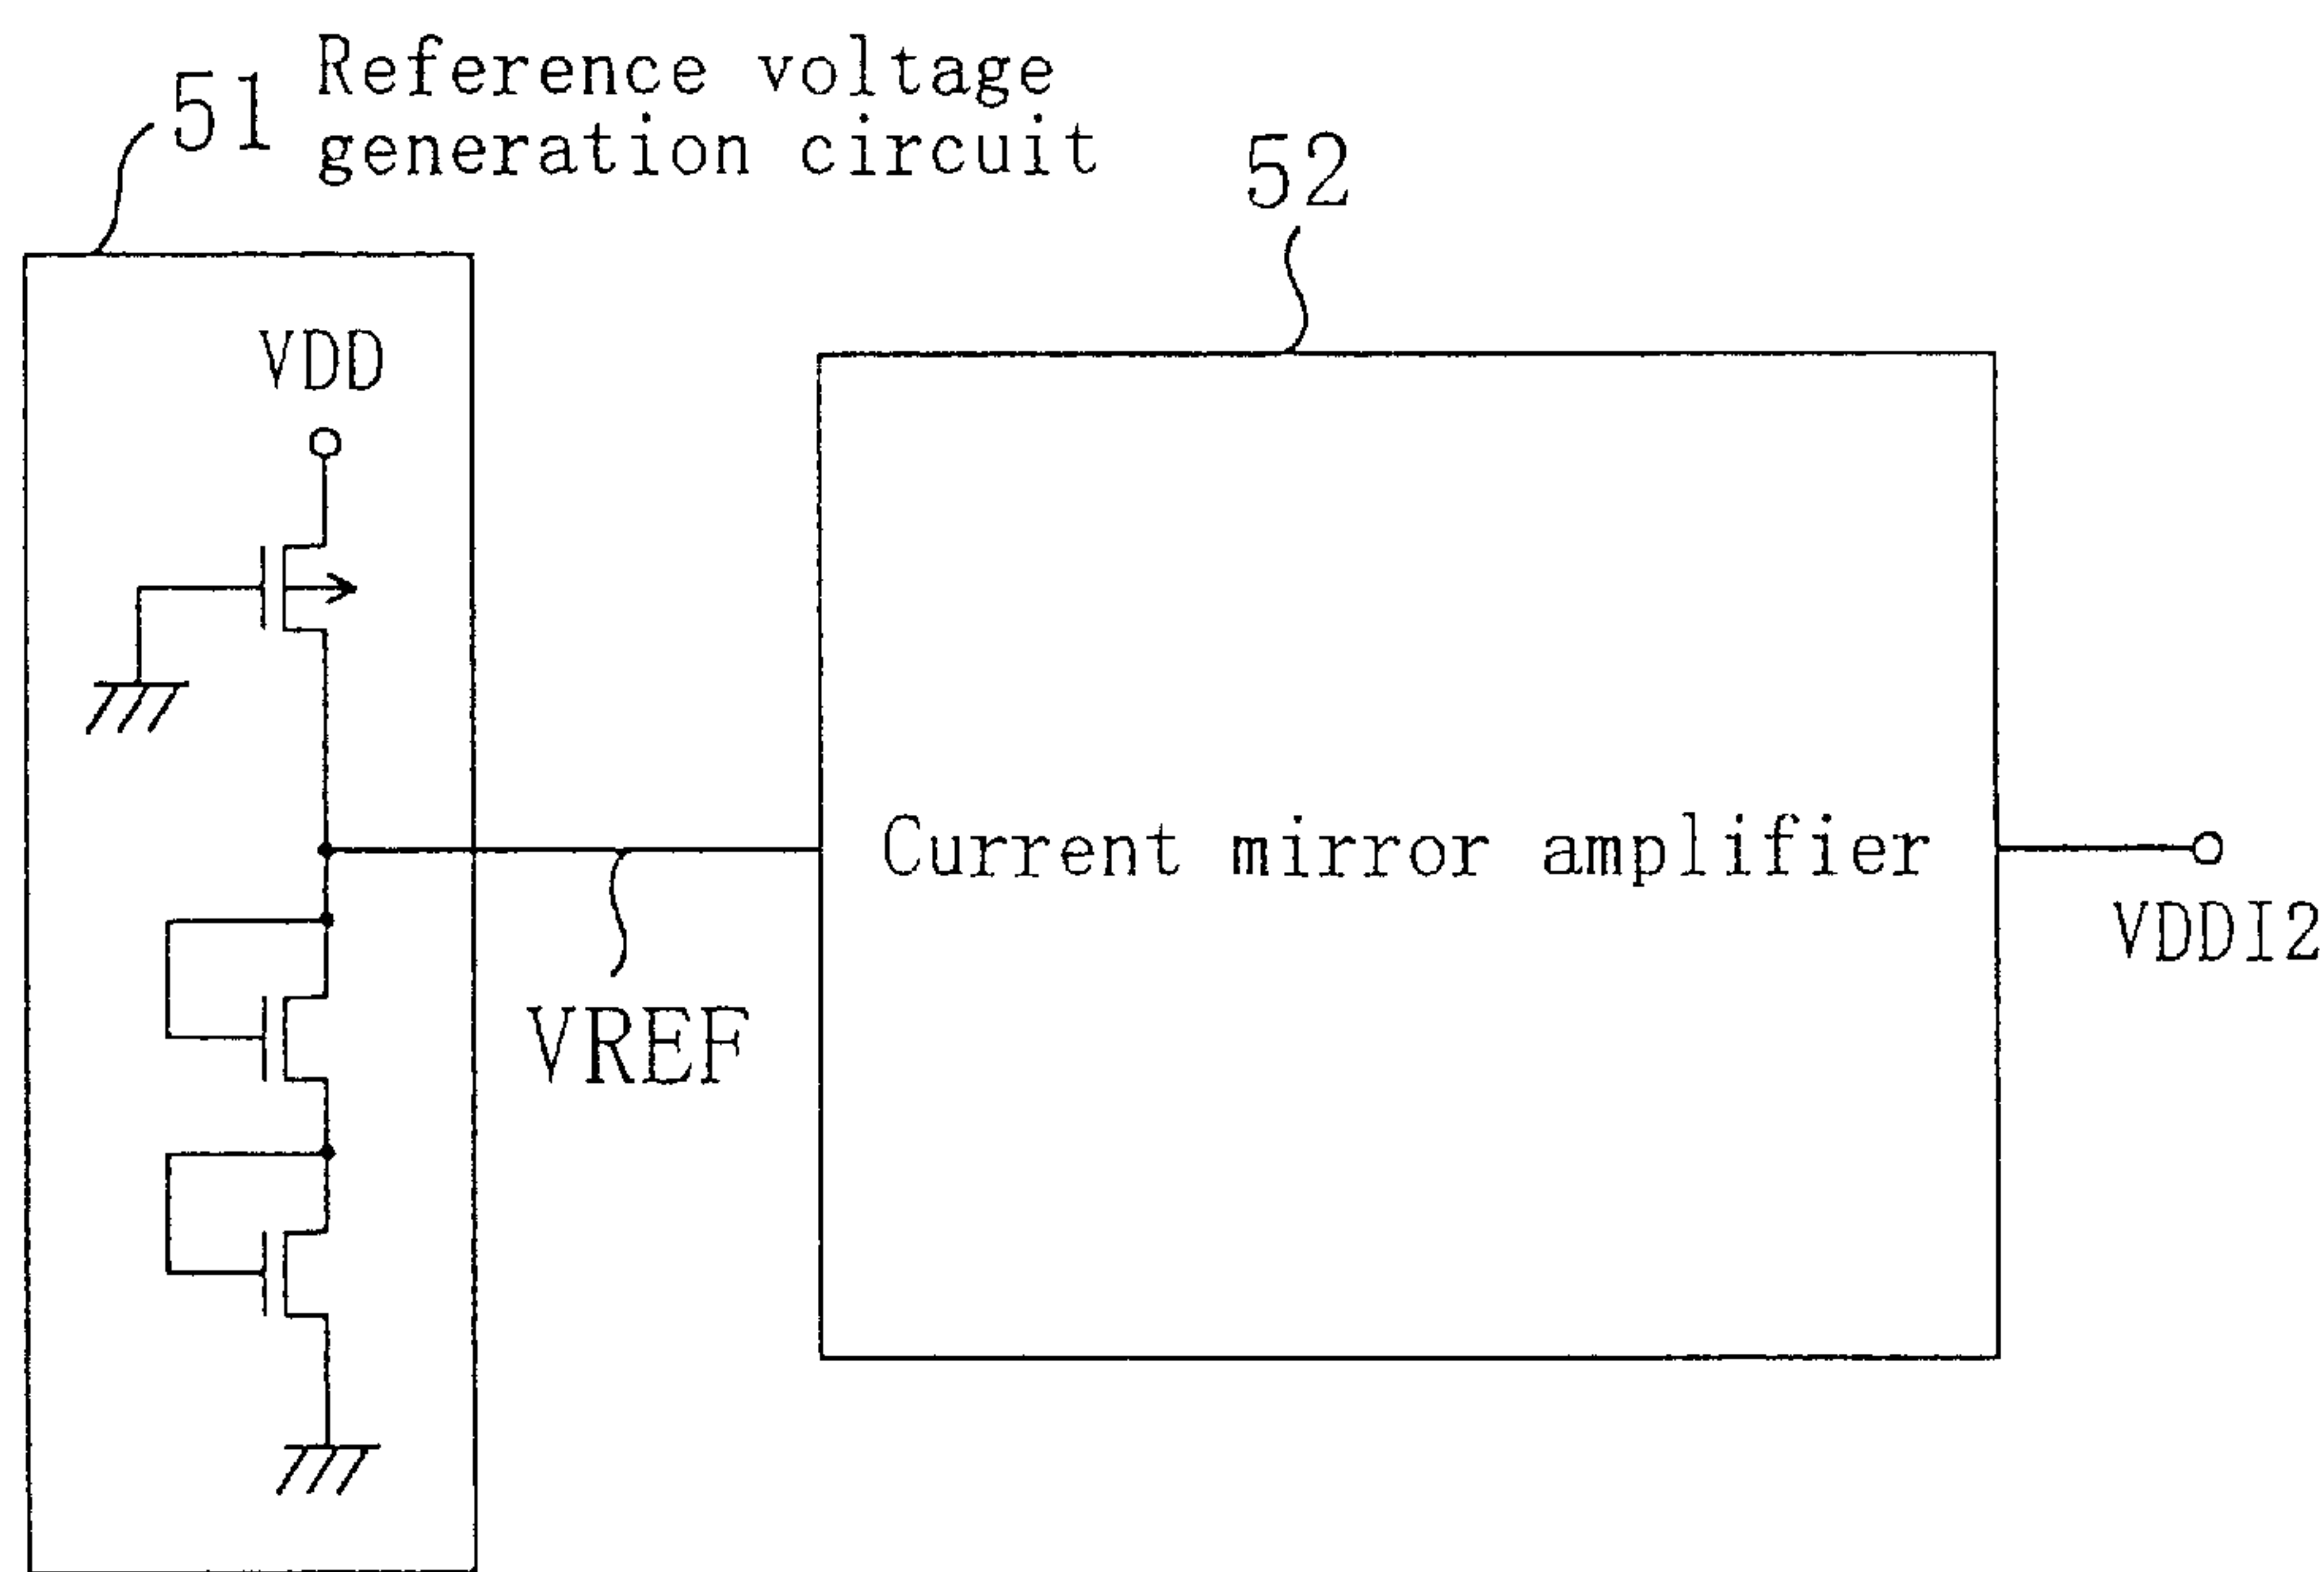 51
Reference voltage
generation circuit
52
VDD
Current mirror amplifier
VDDI2
VREF